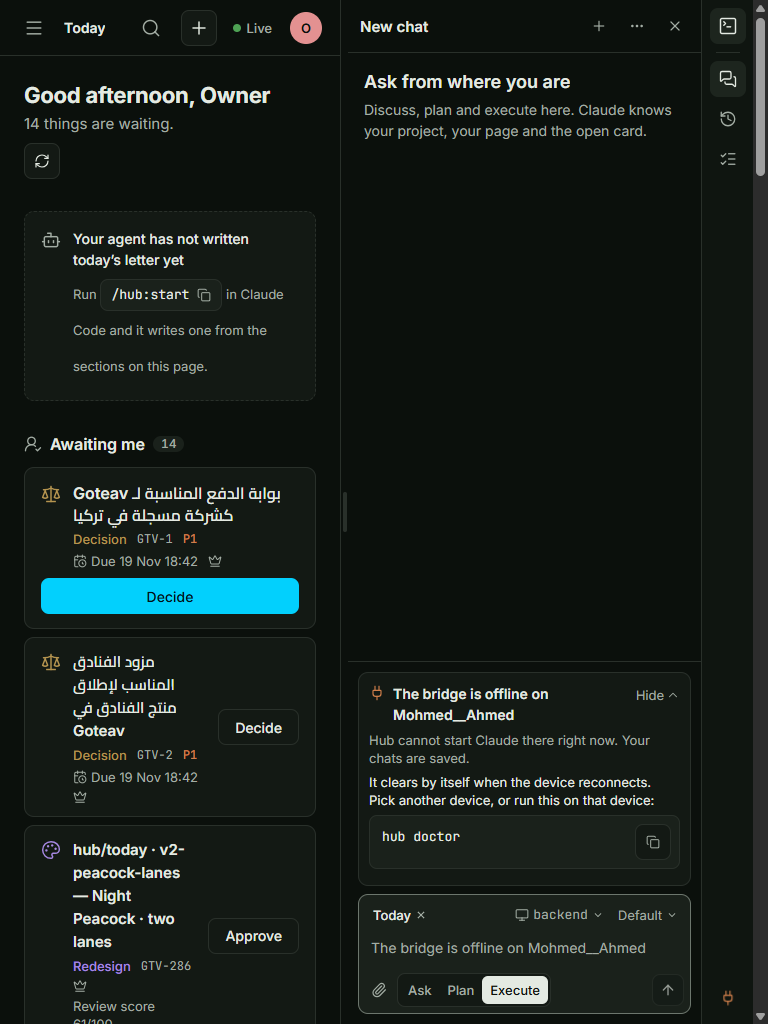 Today
Live
O
Good afternoon, Owner
14 things are waiting.
Your agent has not written
today's letter yet
Run /hub:start in Claude
Code and it writes one from the
sections on this page.
Awaiting me 14
بوابة الدفع المناسبة لـ Goteav
كشركة مسجلة في تركيا
Decision GTV-1 P1
Due 19 Nov 18:42
Decide
مزود الفنادق
المناسب لإطلاق
منتج الفنادق في
Goteav
Decision GTV-2 P1
Due 19 Nov 18:42
Decide
hub/today · v2-
peacock-lanes
— Night
Peacock · two
lanes
Redesign GTV-286
Review score
61/100
Approve
New chat
Ask from where you are
Discuss, plan and execute here. Claude knows
your project, your page and the open card.
The bridge is offline on
Mohmed__Ahmed
Hide
Hub cannot start Claude there right now. Your
chats are saved.
It clears by itself when the device reconnects.
Pick another device, or run this on that device:
hub doctor
Today × backend Default
The bridge is offline on Mohmed__Ahmed
Ask Plan Execute